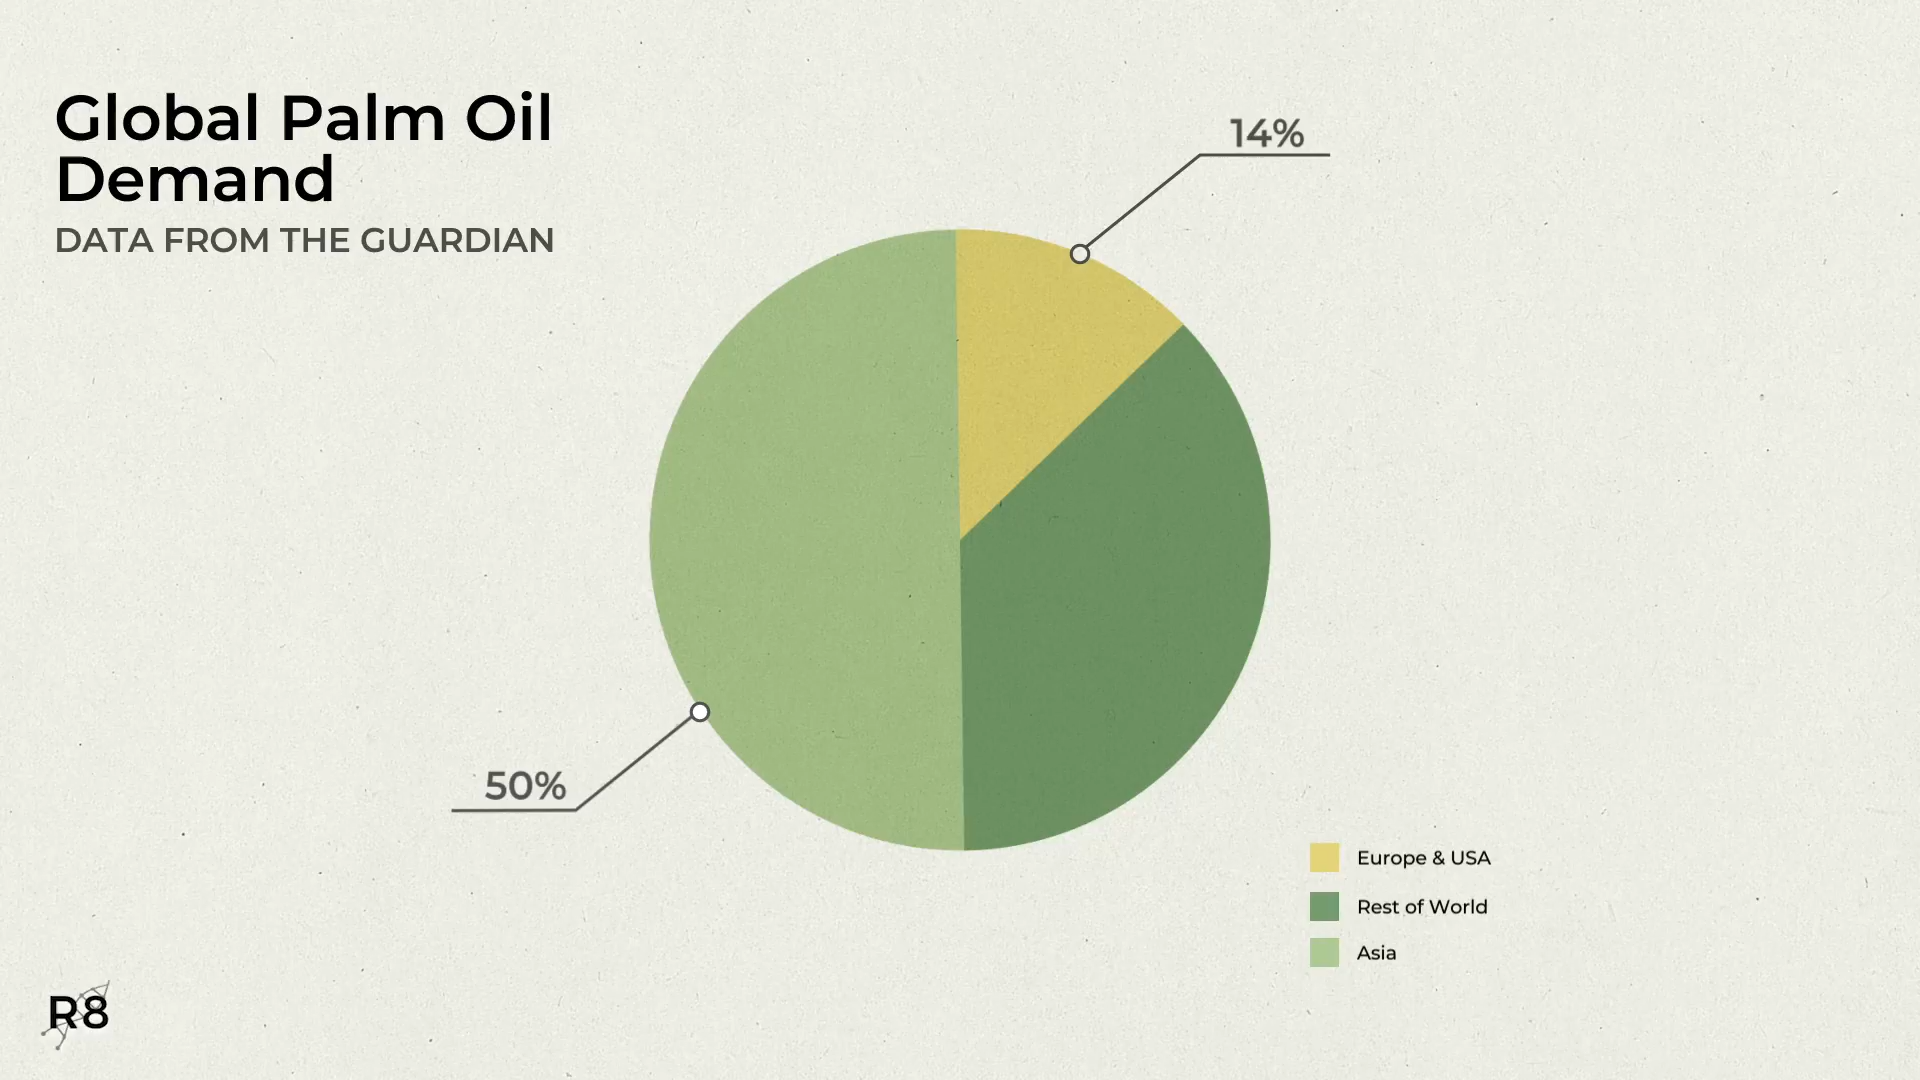 Global Palm Oil
Demand
DATA FROM THE GUARDIAN
14%
50%
Europe & USA
Rest of World
Asia
R8